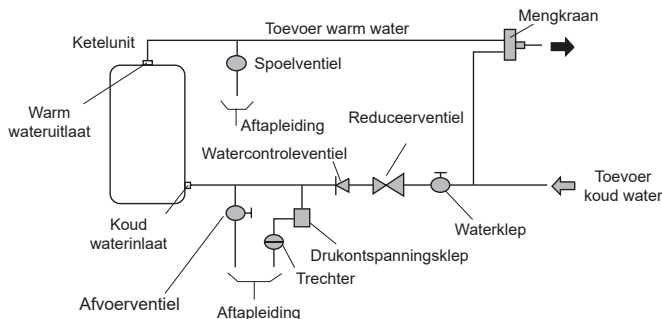 Toevoer warm water
Mengkraan
Ketelunit
Spoelventiel
Warm
wateruitlaat
Aftapleiding
Reduceerventiel
Watercontroleventiel
Toevoer
koud water
Koud
waterinlaat
Waterklep
Drukontspanningsklep
Trechter
Afvoerventiel
Aftapleiding